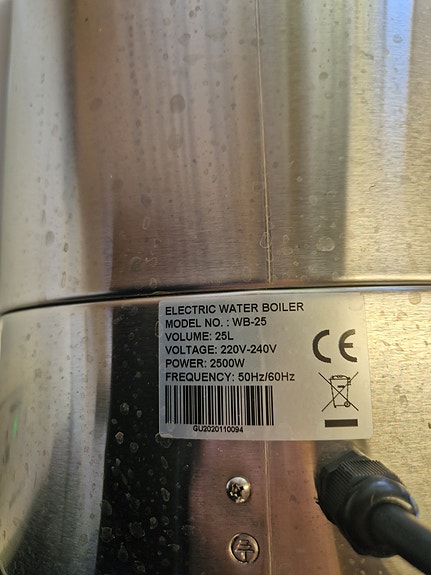 ELECTRIC WATER BOILER
MODEL NO. : WB-25
VOLUME: 25L
VOLTAGE: 220V-240V
POWER: 2500W
FREQUENCY: 50Hz/60Hz
CE
GU2020110094